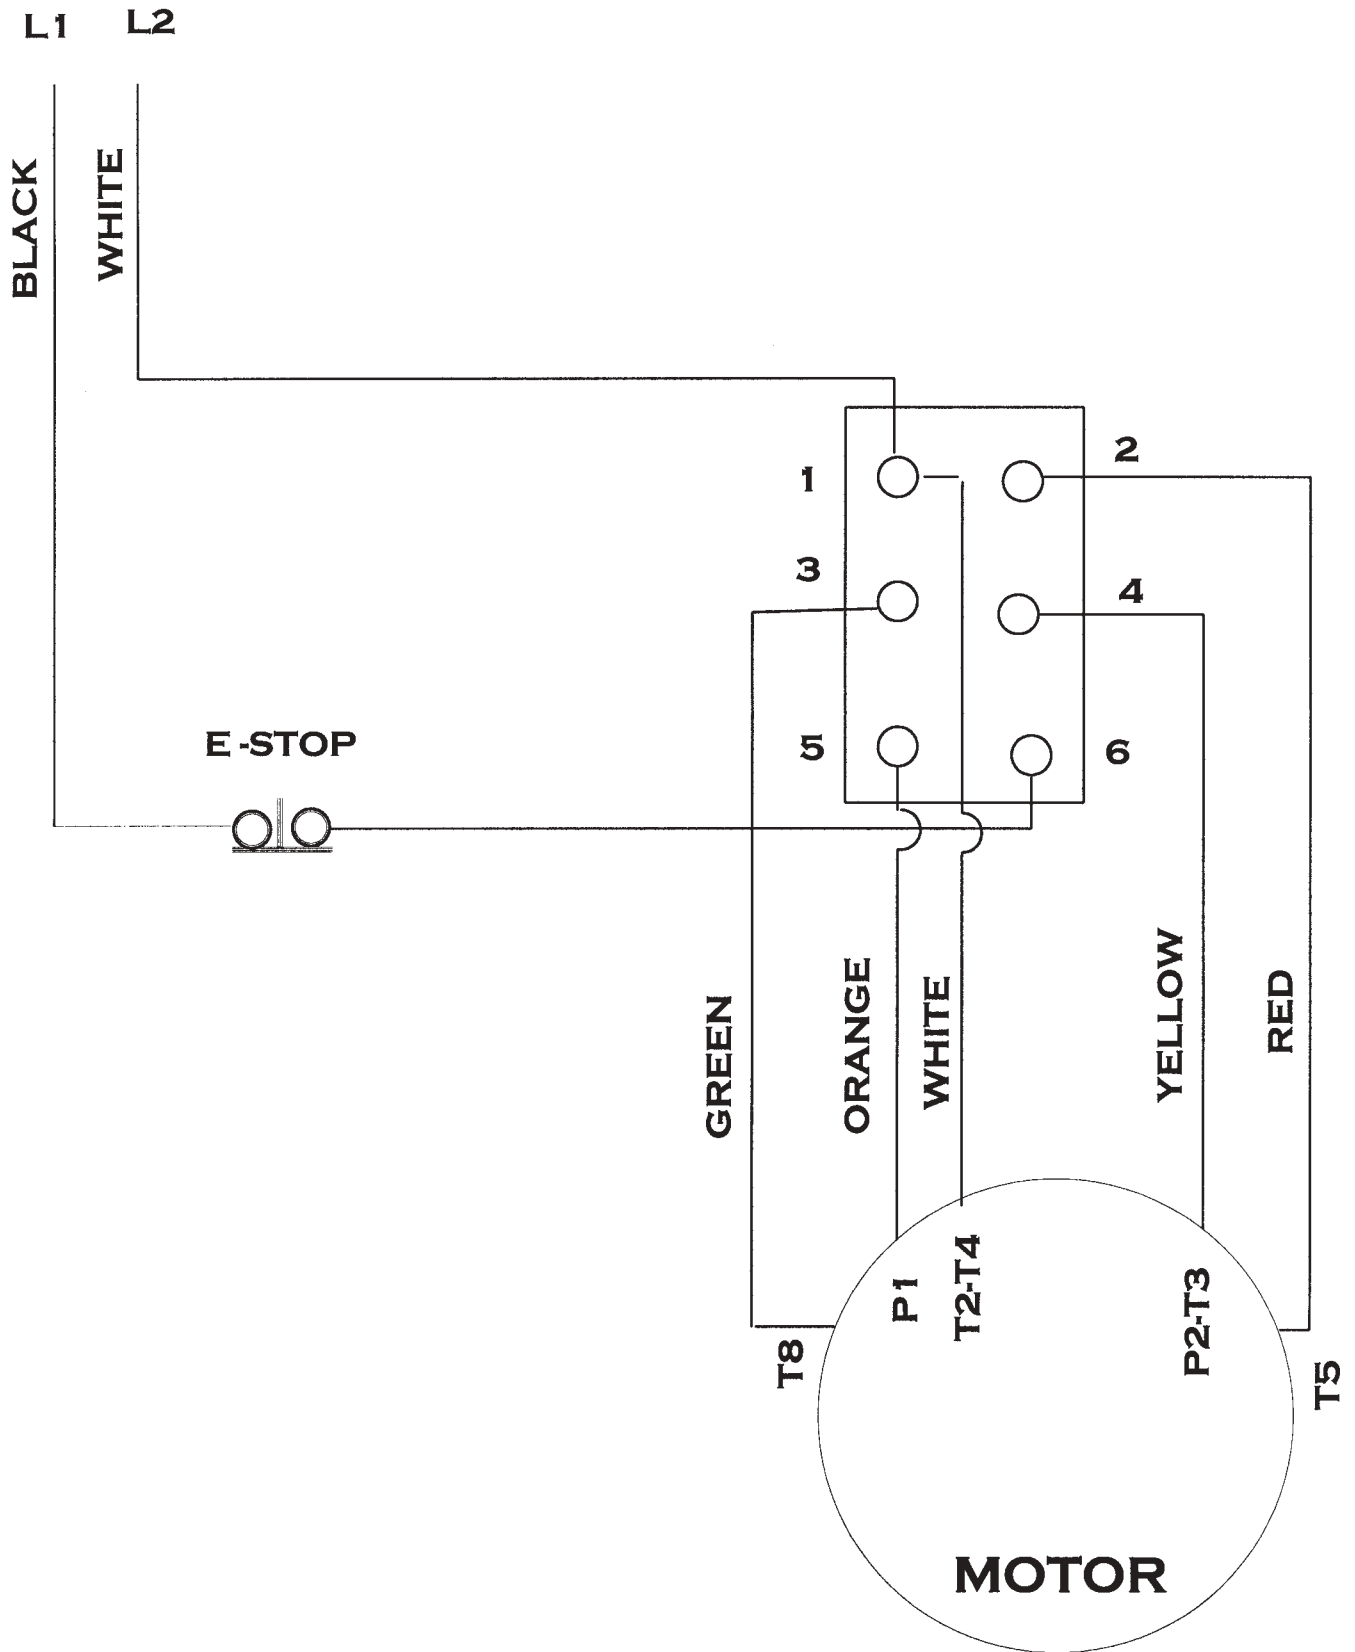 L1
L2
BLACK
WHITE
1
2
3
4
5
6
E-STOP
GREEN
ORANGE
WHITE
YELLOW
RED
T8
P1
T2-T4
P2-T3
T5
MOTOR